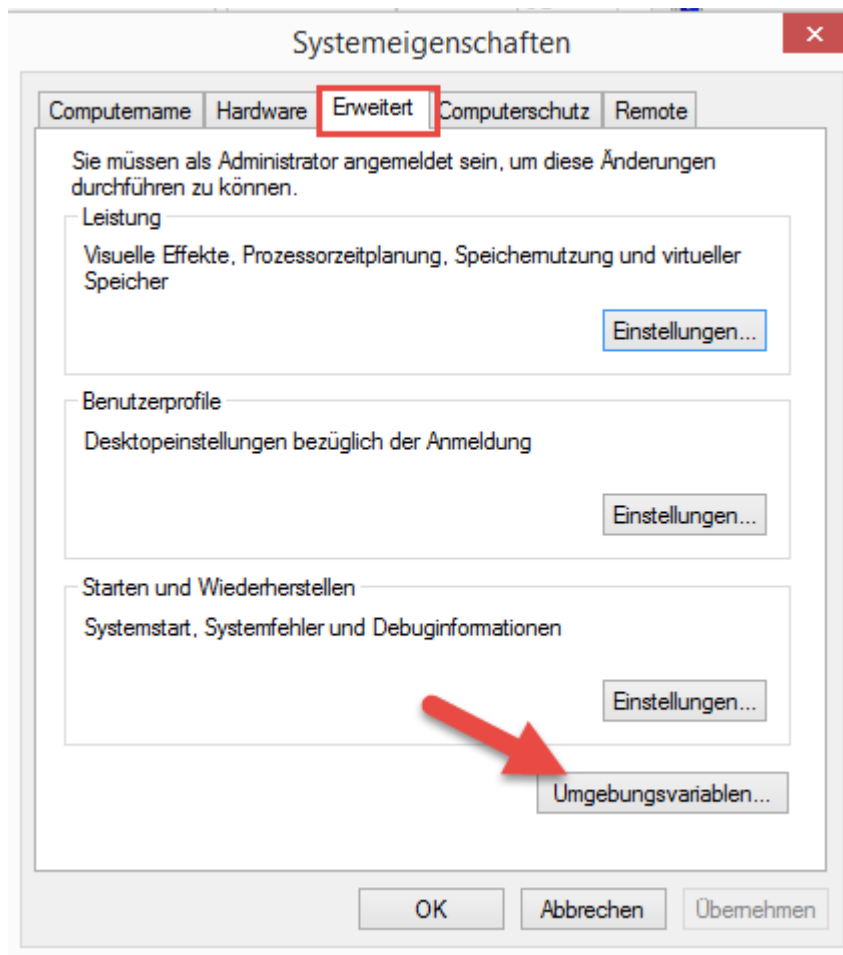 Systemeigenschaften
Computername Hardware Erweitert Computerschutz Remote
Sie müssen als Administrator angemeldet sein, um diese Änderungen
durchführen zu können.
Leistung
Visuelle Effekte, Prozessorzeitplanung, Speichernutzung und virtueller
Speicher
Einstellungen...
Benutzerprofile
Desktopeinstellungen bezüglich der Anmeldung
Einstellungen...
Starten und Wiederherstellen
Systemstart, Systemfehler und Debuginformationen
Einstellungen...
Umgebungsvariablen...
OK Abbrechen Übernehmen